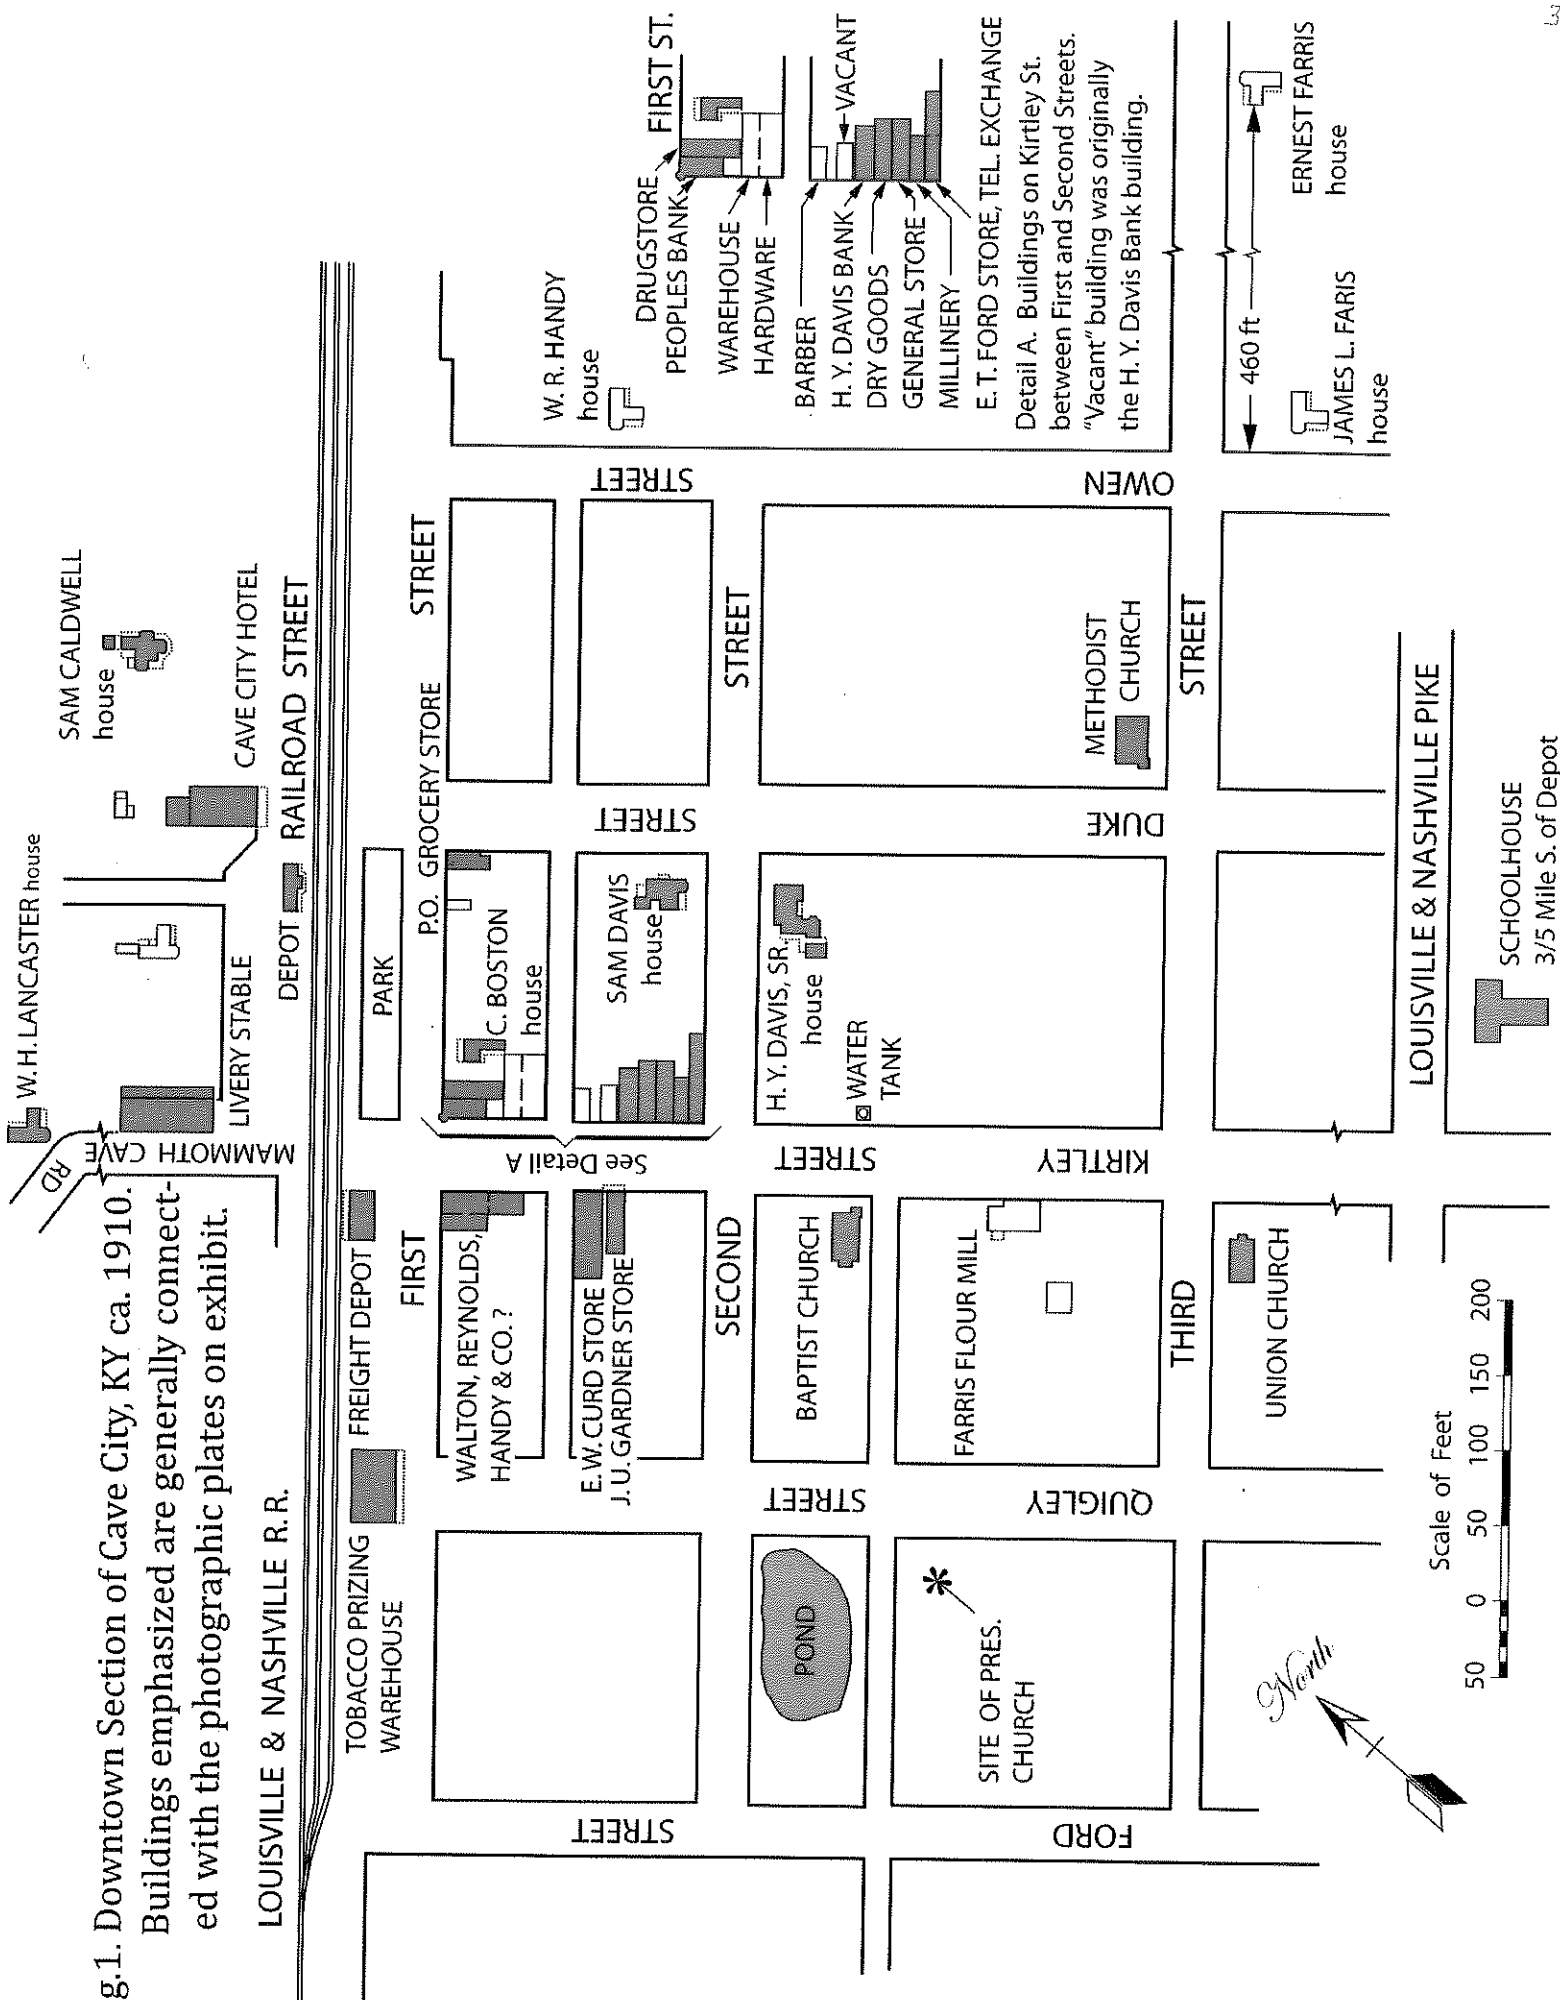 g.1. Downtown Section of Cave City, KY ca. 1910.
Buildings emphasized are generally connect-
ed with the photographic plates on exhibit.
LOUISVILLE & NASHVILLE R.R.
MAMMOTH CAVE
RD
W. H. LANCASTER house
LIVERY STABLE
SAM CALDWELL
house
CAVE CITY HOTEL
DEPOT
RAILROAD STREET
TOBACCO PRIZING
WAREHOUSE
FREIGHT DEPOT
PARK
FIRST
STREET
P.O.
GROCERY STORE
WALTON, REYNOLDS,
HANDY & CO. ?
E.W. CURD STORE
J. U. GARDNER STORE
See Detail A
C. BOSTON
house
SAM DAVIS
house
SECOND
STREET
POND
BAPTIST CHURCH
H. Y. DAVIS, SR.
house
WATER
TANK
SITE OF PRES.
CHURCH
FARRIS FLOUR MILL
METHODIST
CHURCH
THIRD
STREET
UNION CHURCH
FORD
STREET
QUIGLEY
STREET
KIRTLEY
STREET
DUKE
STREET
OWEN
STREET
LOUISVILLE & NASHVILLE PIKE
SCHOOLHOUSE
3/5 Mile S. of Depot
W. R. HANDY
house
FIRST ST.
DRUGSTORE
PEOPLES BANK
WAREHOUSE
HARDWARE
BARBER
VACANT
H. Y. DAVIS BANK
DRY GOODS
GENERAL STORE
MILLINERY
E. T. FORD STORE, TEL. EXCHANGE
Detail A. Buildings on Kirtley St.
between First and Second Streets.
"Vacant" building was originally
the H. Y. Davis Bank building.
460 ft
JAMES L. FARIS
house
ERNEST FARRIS
house
North
Scale of Feet
50 0 50 100 150 200
3